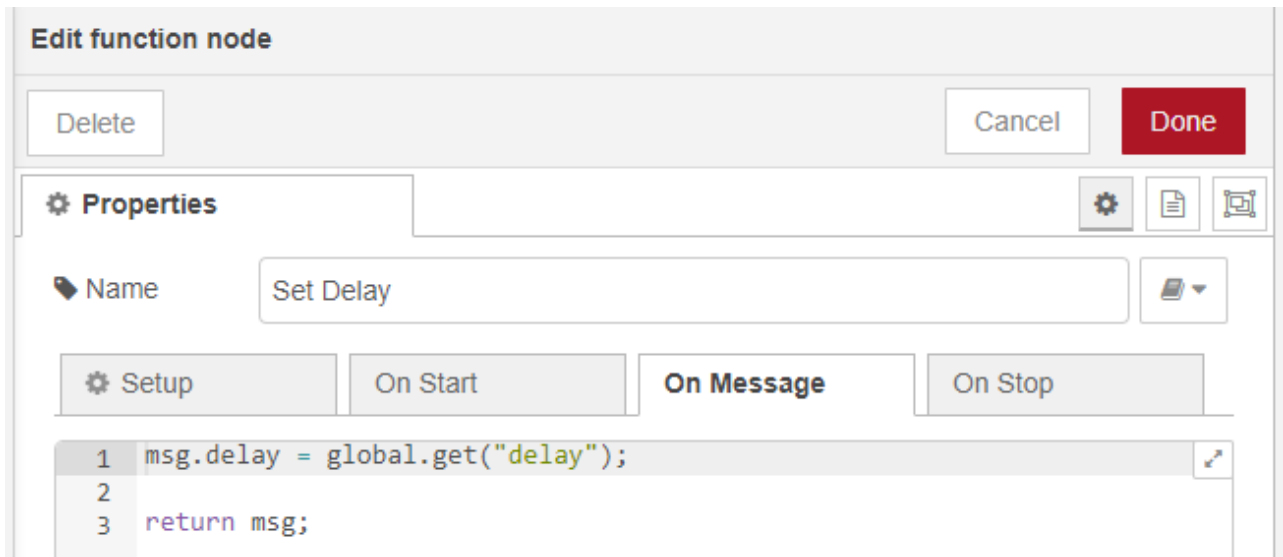 Edit function node
Delete Cancel Done
Properties
Name Set Delay
Setup On Start On Message On Stop
1 msg.delay = global.get("delay");
2
3 return msg;